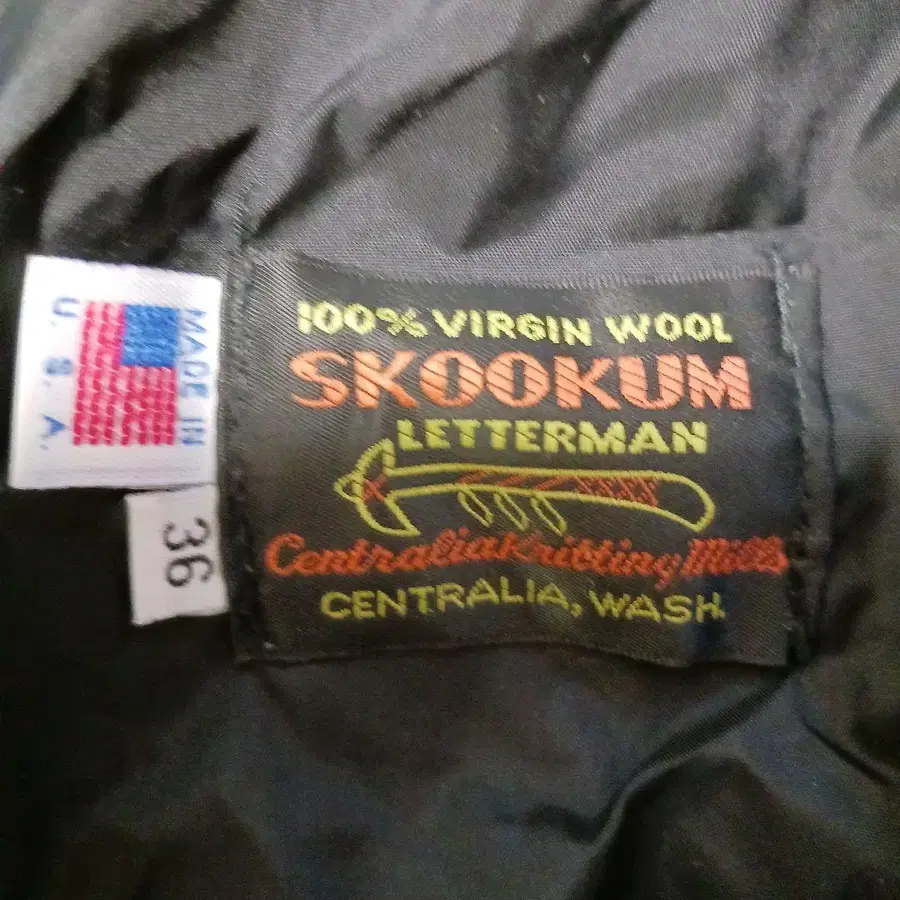 MADE IN
U. S. A.
36
100% VIRGIN WOOL
SKOOKUM
LETTERMAN
Centralia Knitting Mills
CENTRALIA, WASH.